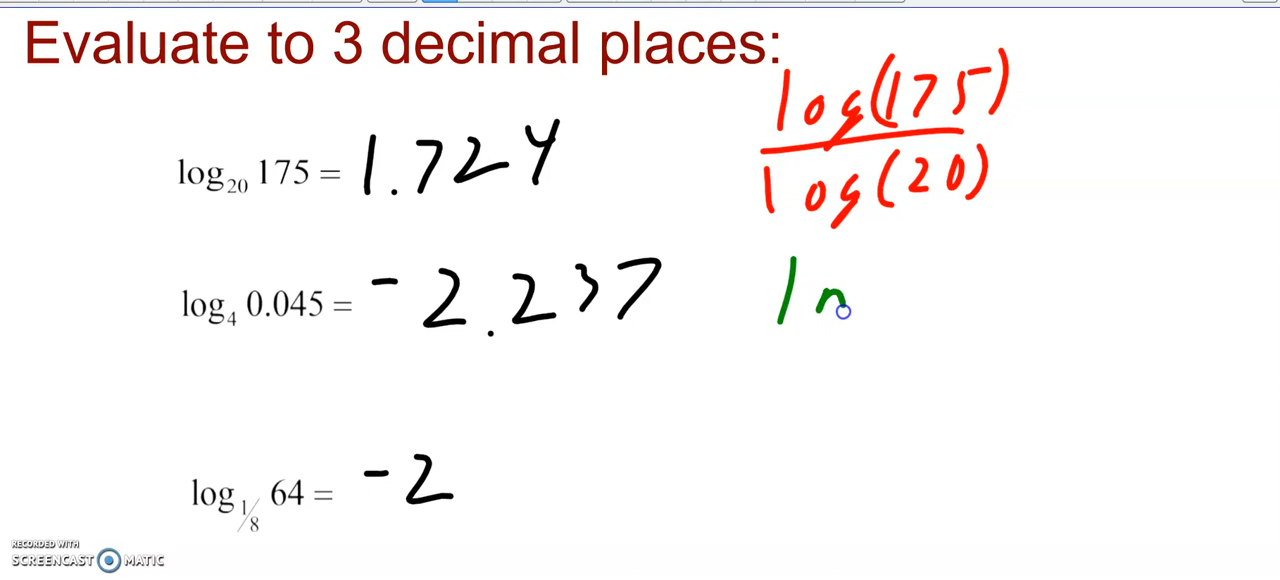 Evaluate to 3 decimal places:
log(175)
log₂₀ 175 = 1.724
log(20)
log₄ 0.045 = -2.237
ln
log₁/₈ 64 = -2
RECORDED WITH
SCREENCAST MATIC